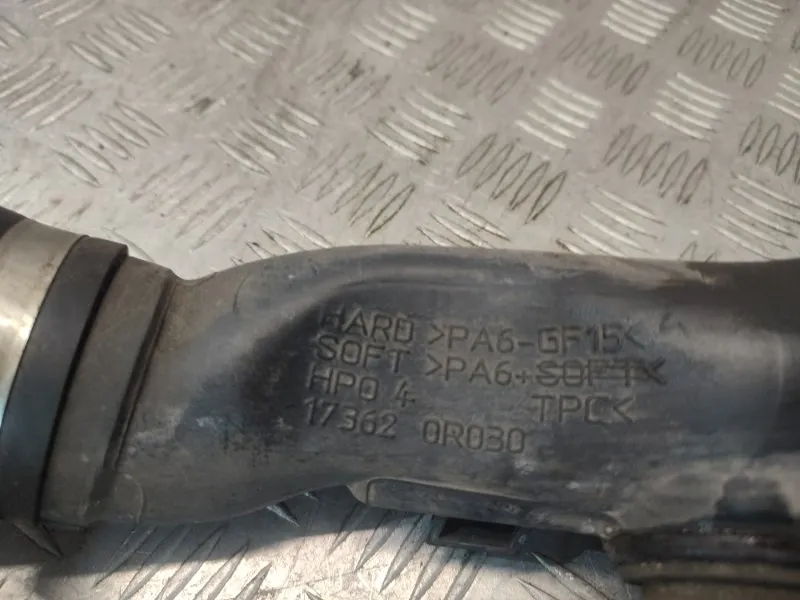 HARD >PA6-GF15<
SOFT >PA6+SOFT<
HPO 4 TPC<
17362 0R030